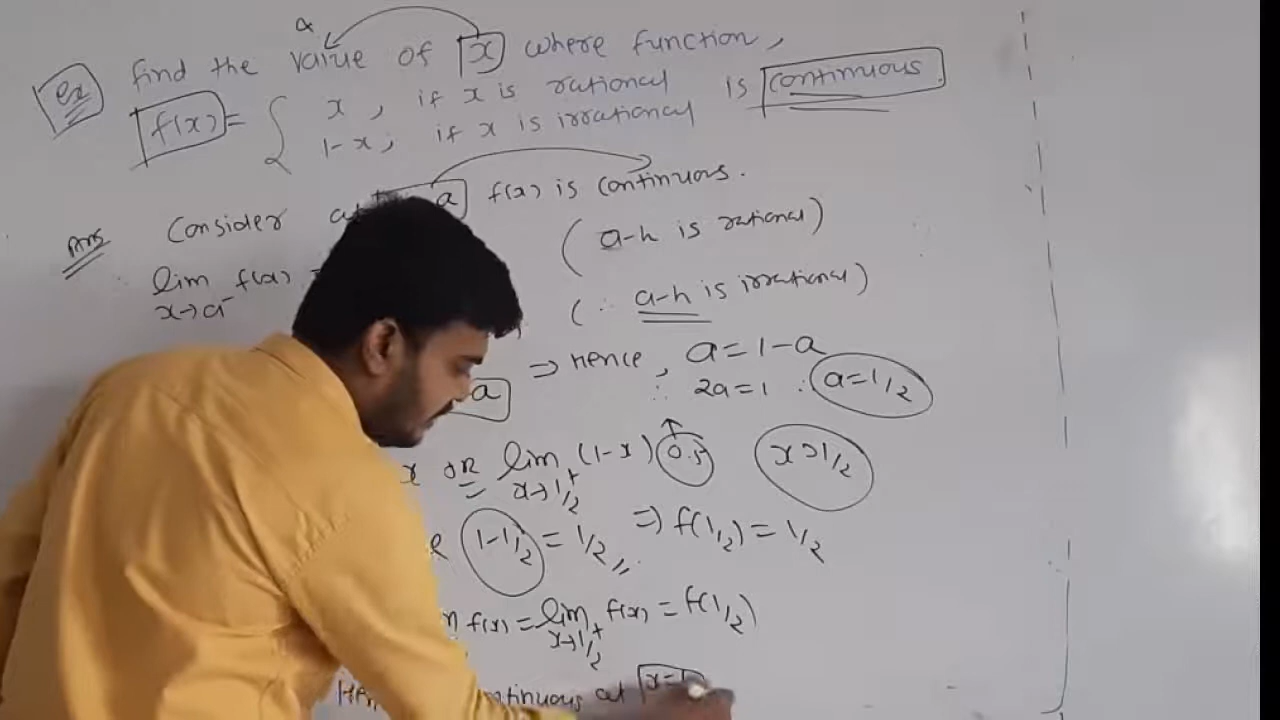 a
Ex find the value of x where function,
f(x) = { x, if x is rational
1-x; if x is irrational is continuous.
Ans Consider at a f(x) is continuous.
(a-h is rational)
lim f(x)
x→a⁻
(∵ a-h is irrational)
⇒ Hence, a=1-a
a
∴ 2a=1 ∴ a=1/2
x OR lim (1-x) 0.5 x>1/2
x→1/2⁺
1-1/2 = 1/2 ⇒ f(1/2) = 1/2
f(x) = lim f(x) = f(1/2)
x→1/2⁺
at x=1